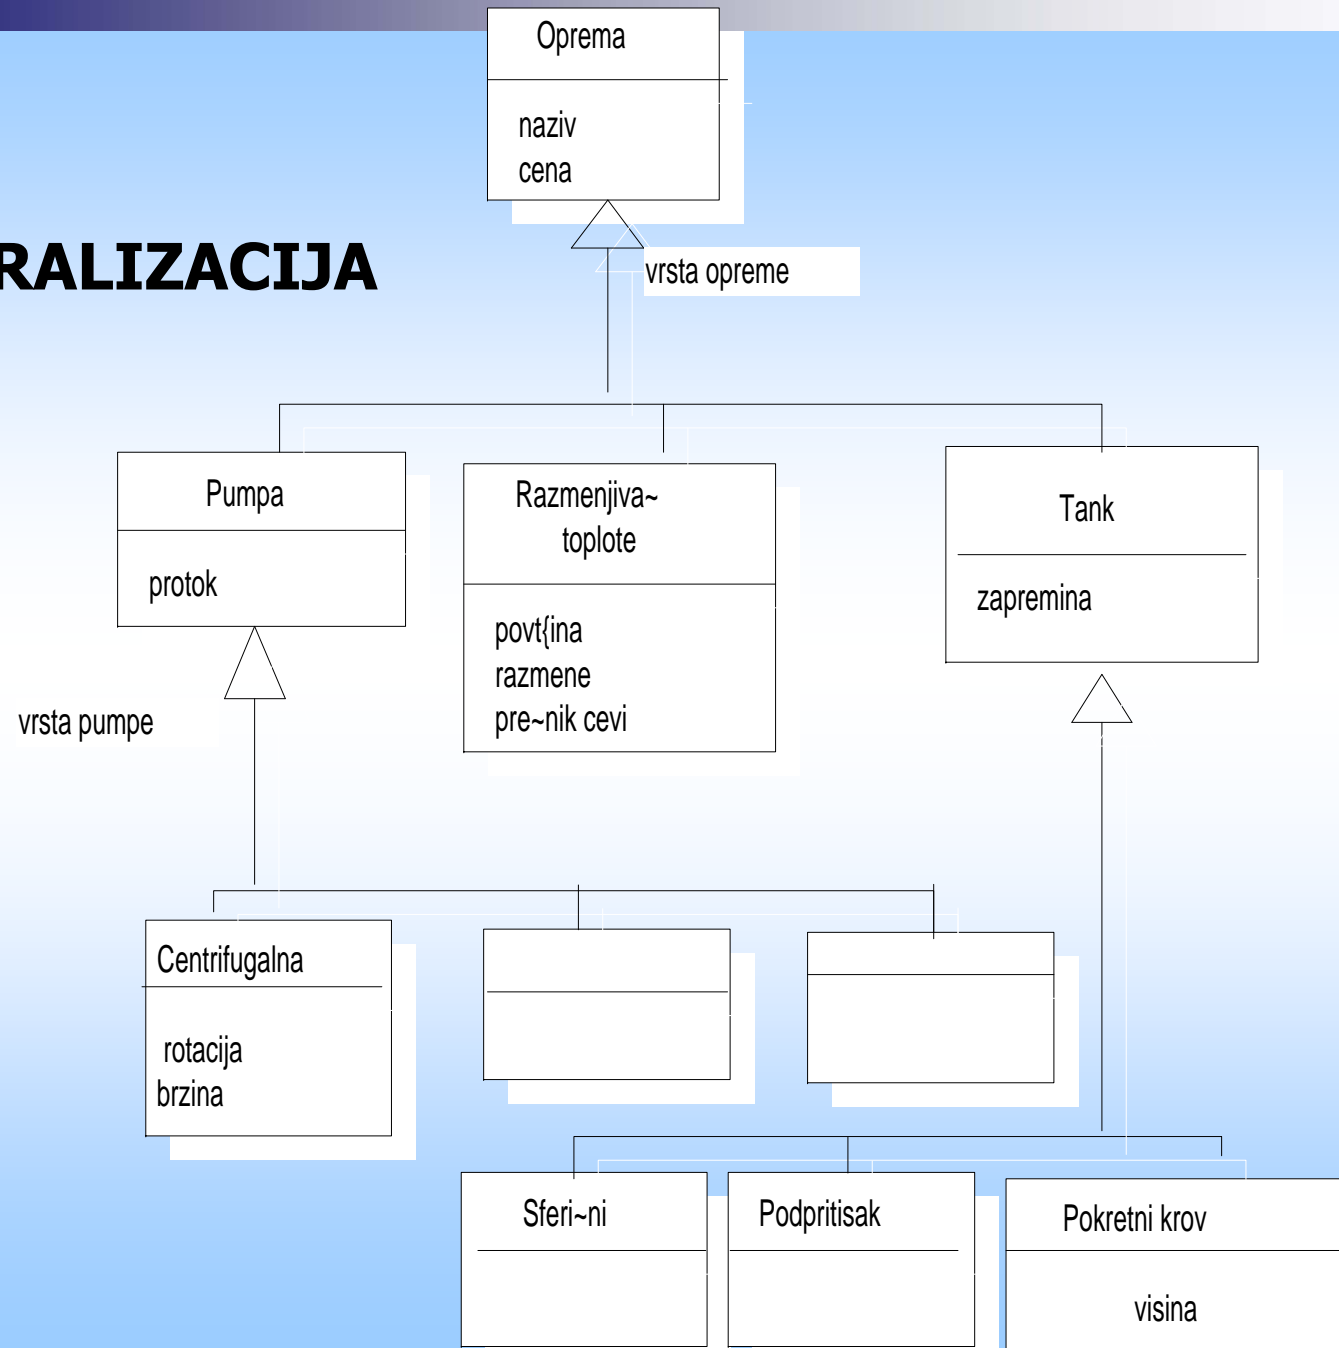 Oprema
naziv
cena
RALIZACIJA
vrsta opreme
Pumpa
protok
Razmenjiva~
toplote
povt{ina
razmene
pre~nik cevi
Tank
zapremina
vrsta pumpe
Centrifugalna
rotacija
brzina
Sferi~ni
Podpritisak
Pokretni krov
visina